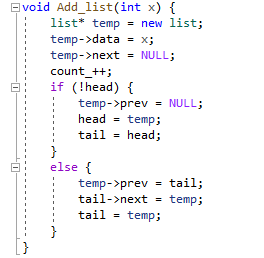 void Add_list(int x) {
    list* temp = new list;
    temp->data = x;
    temp->next = NULL;
    count_++;
    if (!head) {
        temp->prev = NULL;
        head = temp;
        tail = head;
    }
    else {
        temp->prev = tail;
        tail->next = temp;
        tail = temp;
    }
}